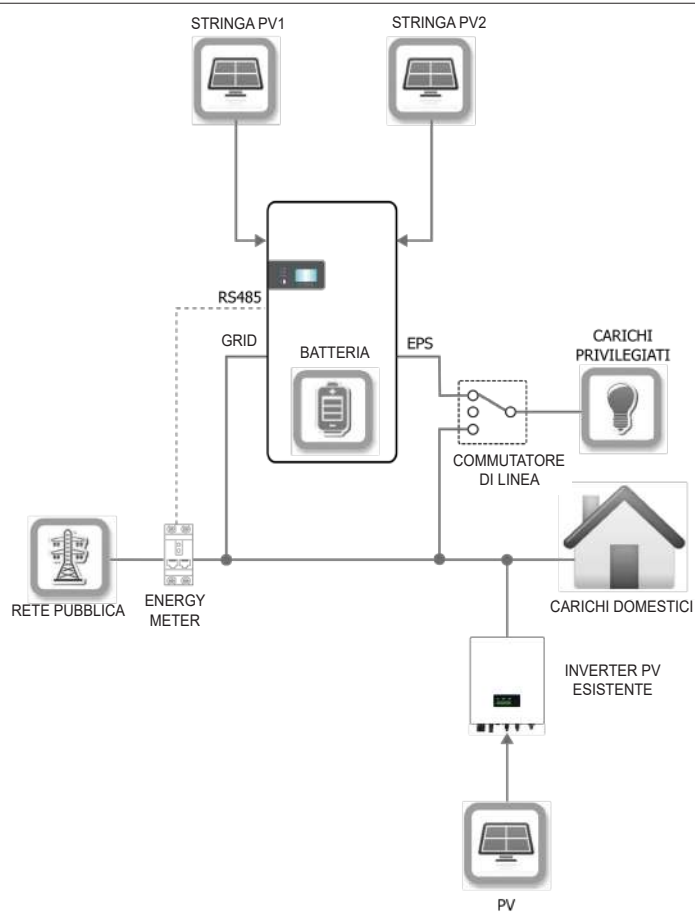 STRINGA PV1
STRINGA PV2
RS485
GRID
BATTERIA
EPS
CARICHI
PRIVILEGIATI
COMMUTATORE
DI LINEA
RETE PUBBLICA
ENERGY
METER
CARICHI DOMESTICI
INVERTER PV
ESISTENTE
PV